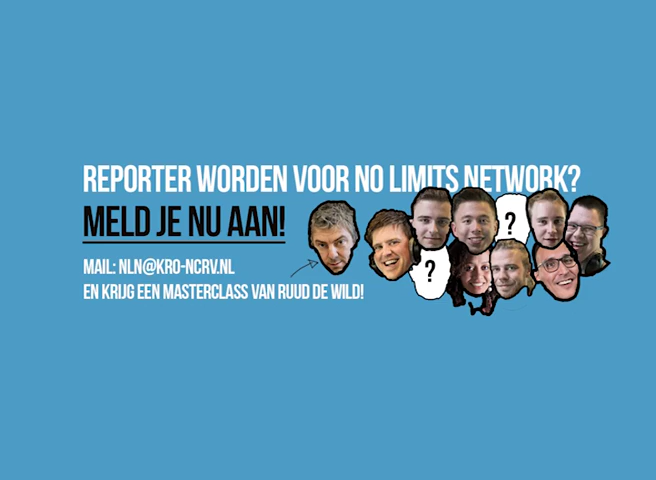 REPORTER WORDEN VOOR NO LIMITS NETWORK?
MELD JE NU AAN!
?
?
MAIL: NLN@KRO-NCRV.NL
EN KRIJG EEN MASTERCLASS VAN RUUD DE WILD!